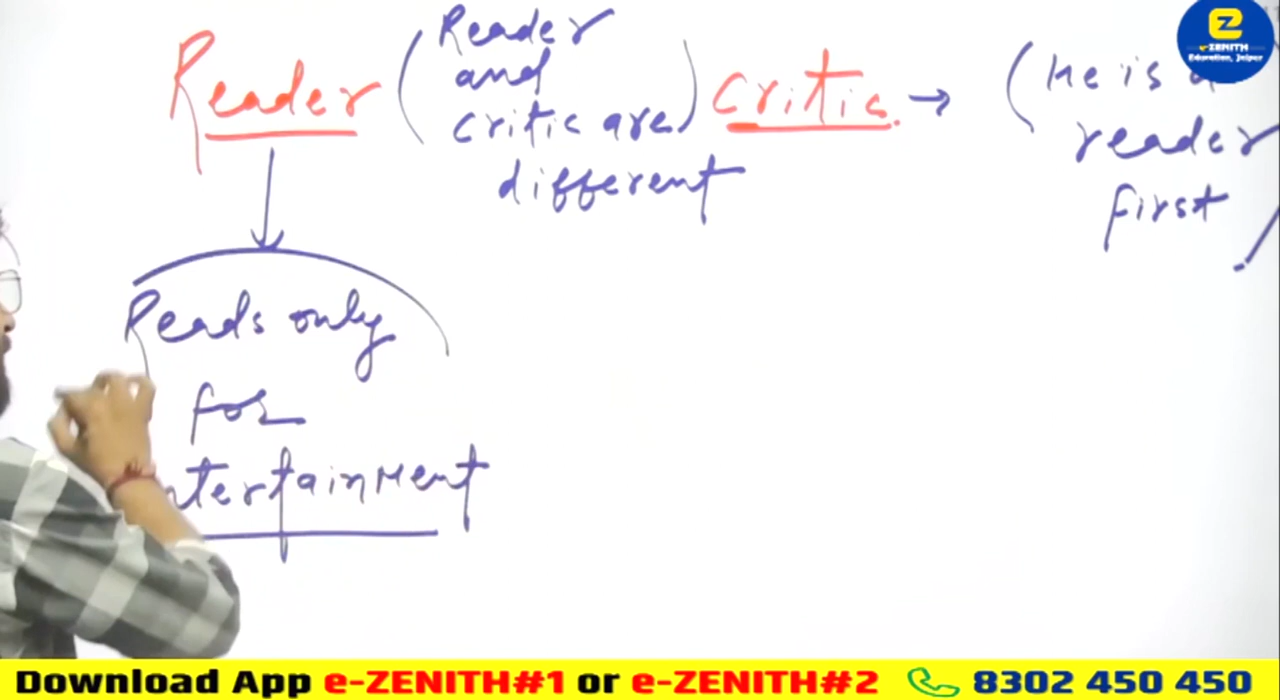 Reader
(Reader
and
critic are)
different
critic. →
(He is a
reader
first)
Reads only
for
entertainment
e-ZENITH
Education, Jaipur
Download App e-ZENITH#1 or e-ZENITH#2 8302 450 450